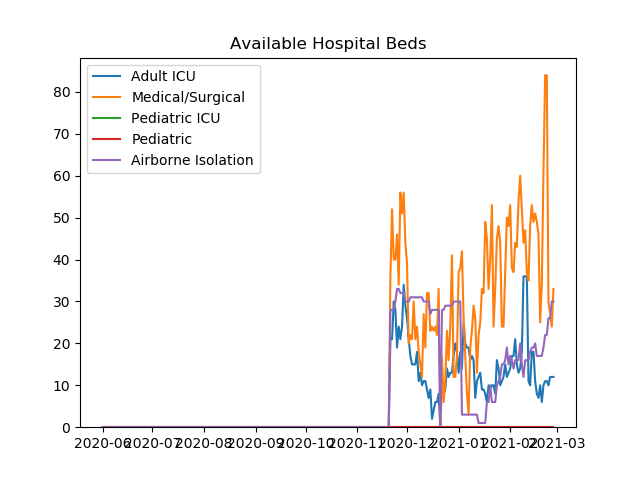 Available Hospital Beds
Adult ICU
Medical/Surgical
Pediatric ICU
Pediatric
Airborne Isolation
80
70
60
50
40
30
20
10
0
2020-06 2020-07 2020-08 2020-09 2020-10 2020-11 2020-12 2021-01 2021-02 2021-03